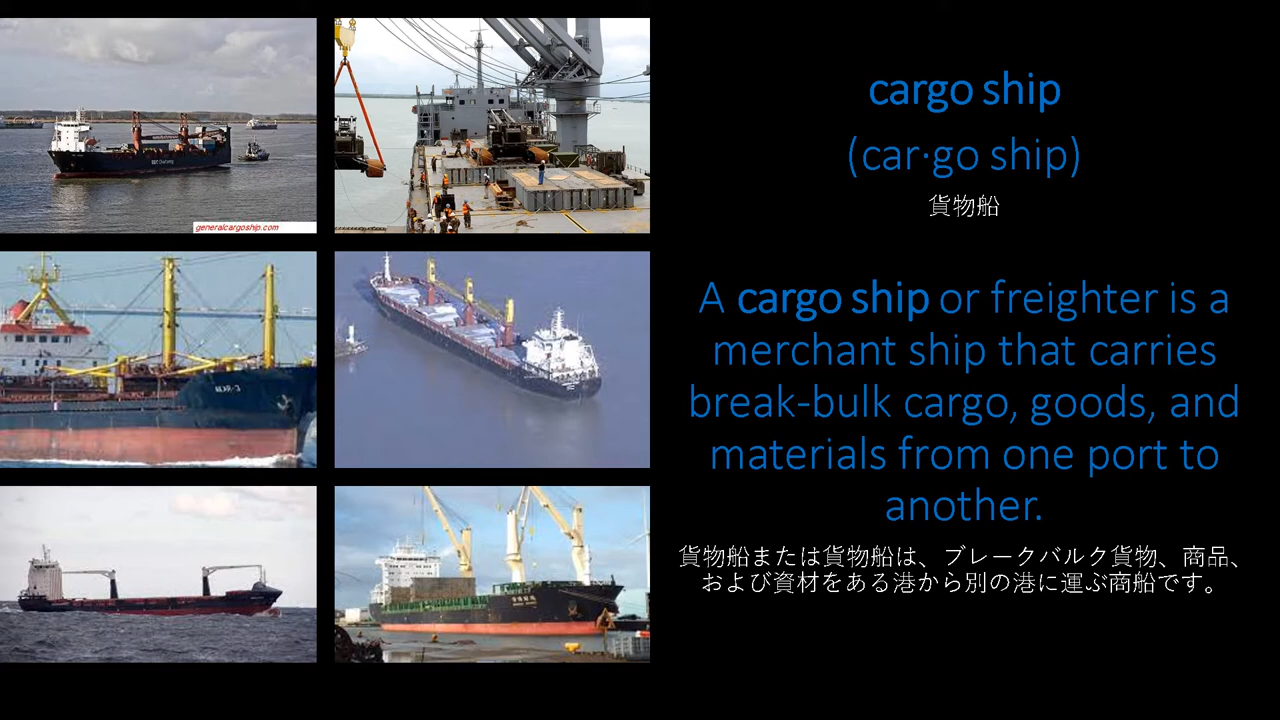 cargo ship
(car·go ship)
貨物船
A cargo ship or freighter is a
merchant ship that carries
break-bulk cargo, goods, and
materials from one port to
another.
貨物船または貨物船は、ブレークバルク貨物、商品、
および資材をある港から別の港に運ぶ商船です。
generalcargoship.com